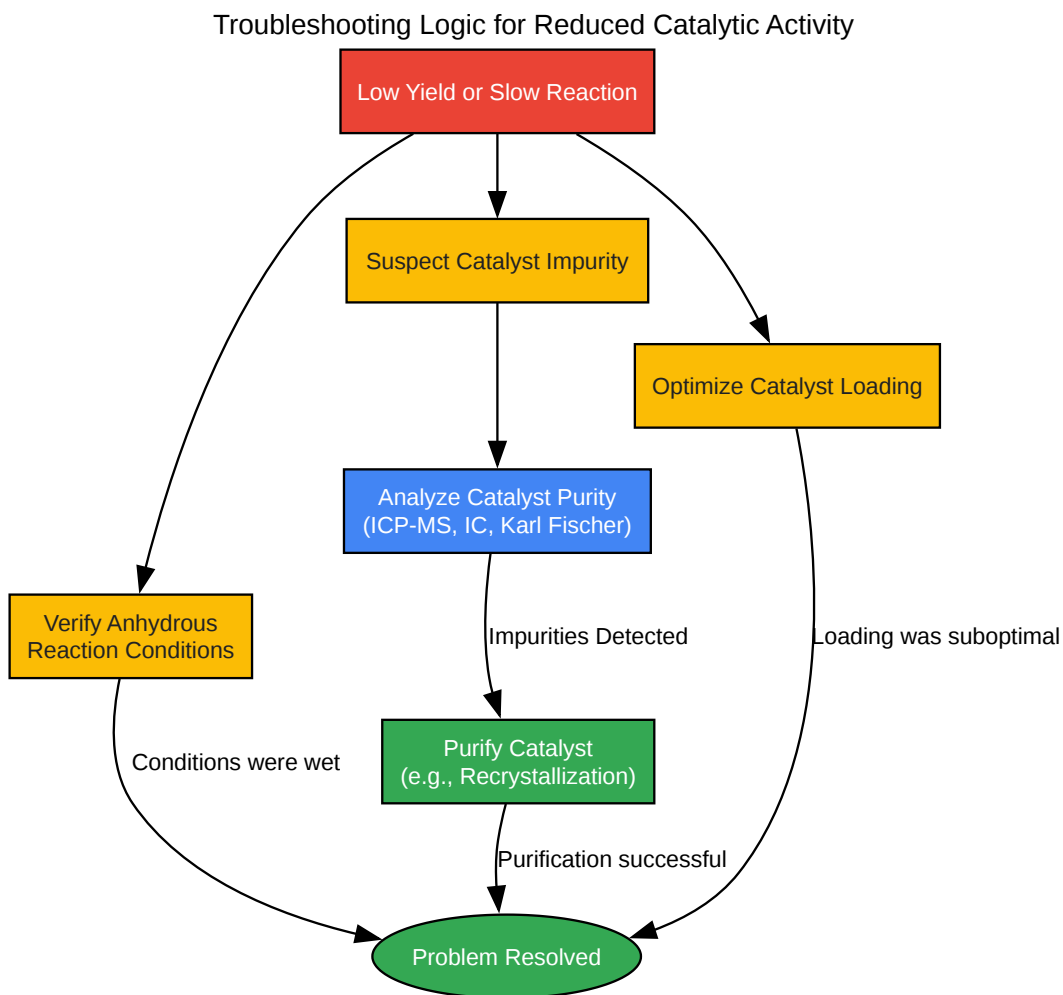 Troubleshooting Logic for Reduced Catalytic Activity
Low Yield or Slow Reaction
Suspect Catalyst Impurity
Optimize Catalyst Loading
Analyze Catalyst Purity
(ICP-MS, IC, Karl Fischer)
Verify Anhydrous
Reaction Conditions
Impurities Detected
Loading was suboptimal
Purify Catalyst
(e.g., Recrystallization)
Conditions were wet
Purification successful
Problem Resolved